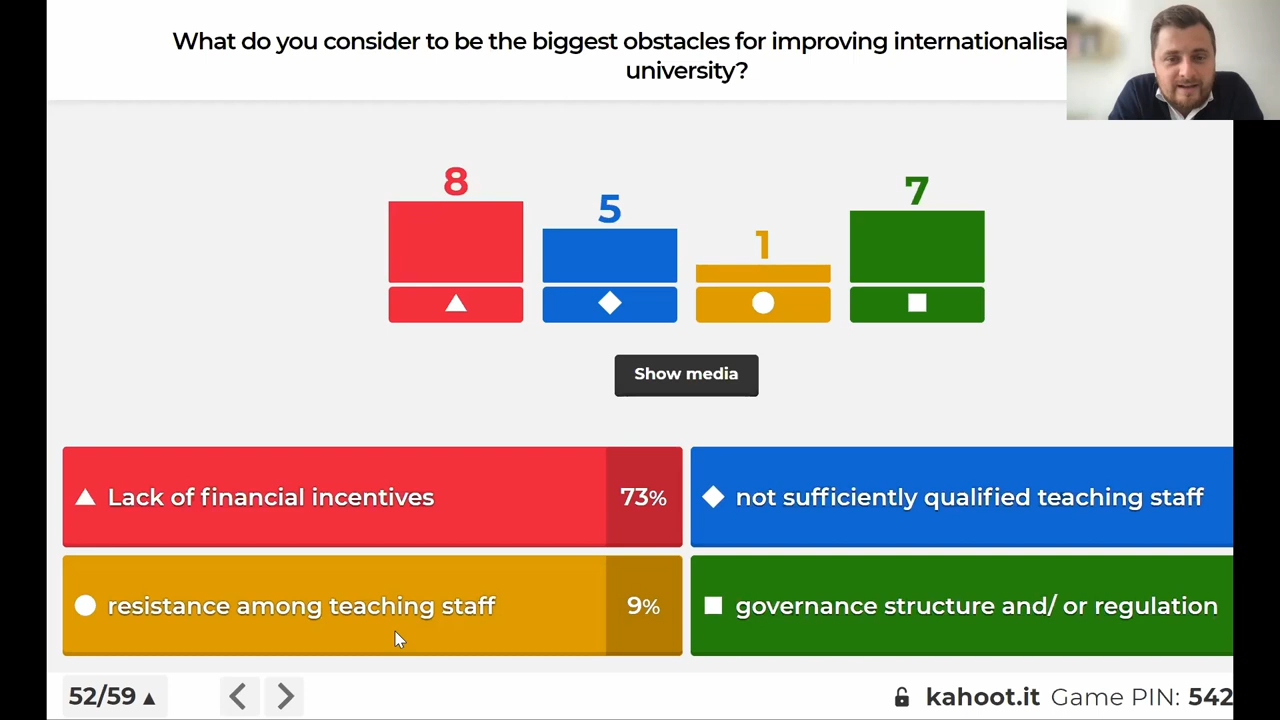 What do you consider to be the biggest obstacles for improving
university?
8
5
1
7
Show media
Lack of financial incentives
73%
not sufficiently qualified teaching staff
resistance among teaching staff
9%
governance structure and/ or regulation
52/59 ▲
kahoot.it Game PIN: 542